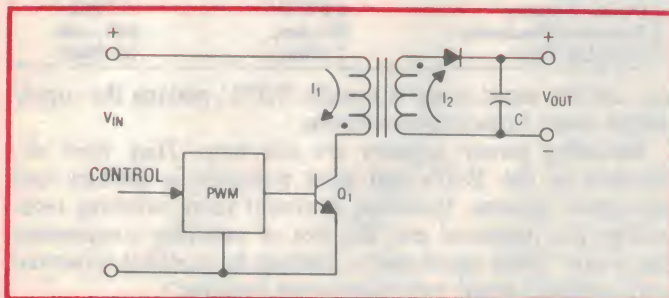 + +
I1 I2
VIN C VOUT
−
CONTROL PWM Q1